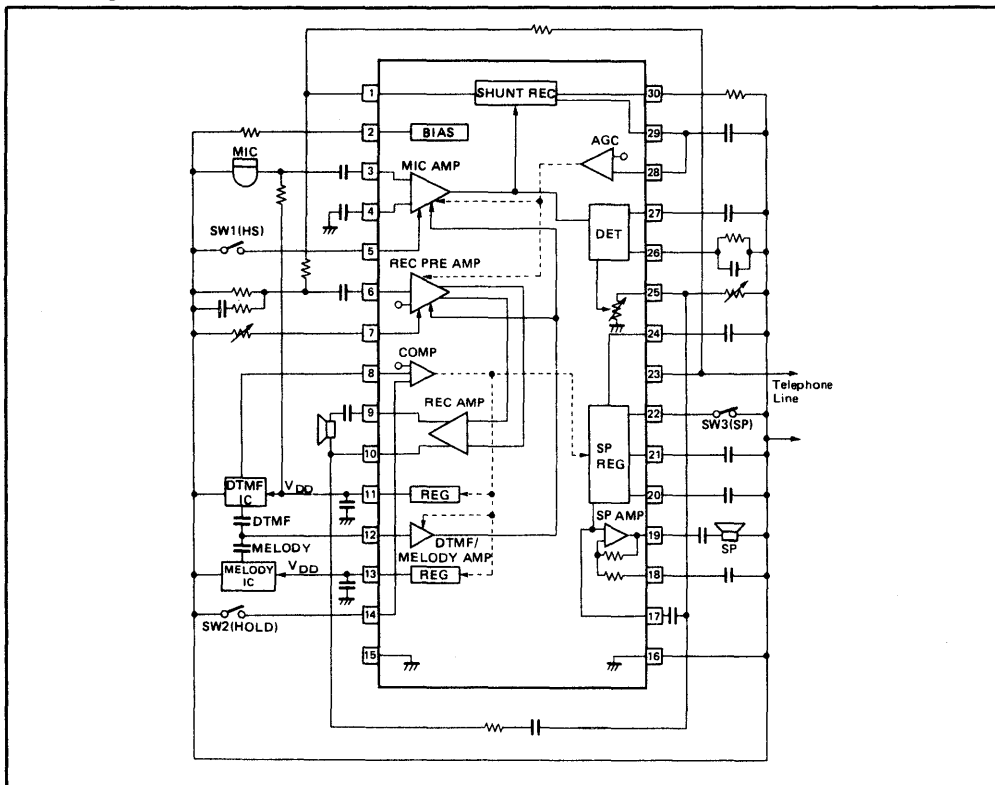 1
SHUNT REC
30
2
BIAS
29
MIC
AGC
MIC AMP
3
28
4
27
DET
SW1(HS)
5
26
REC PRE AMP
6
25
7
24
COMP
8
23
Telephone
Line
REC AMP
9
22
SW3(SP)
10
SP
REG
21
DTMF
IC
VDD
11
REG
20
DTMF
SP AMP
12
19
SP
MELODY
DTMF/
MELODY AMP
MELODY
IC
VDD
13
REG
18
14
17
SW2(HOLD)
15
16